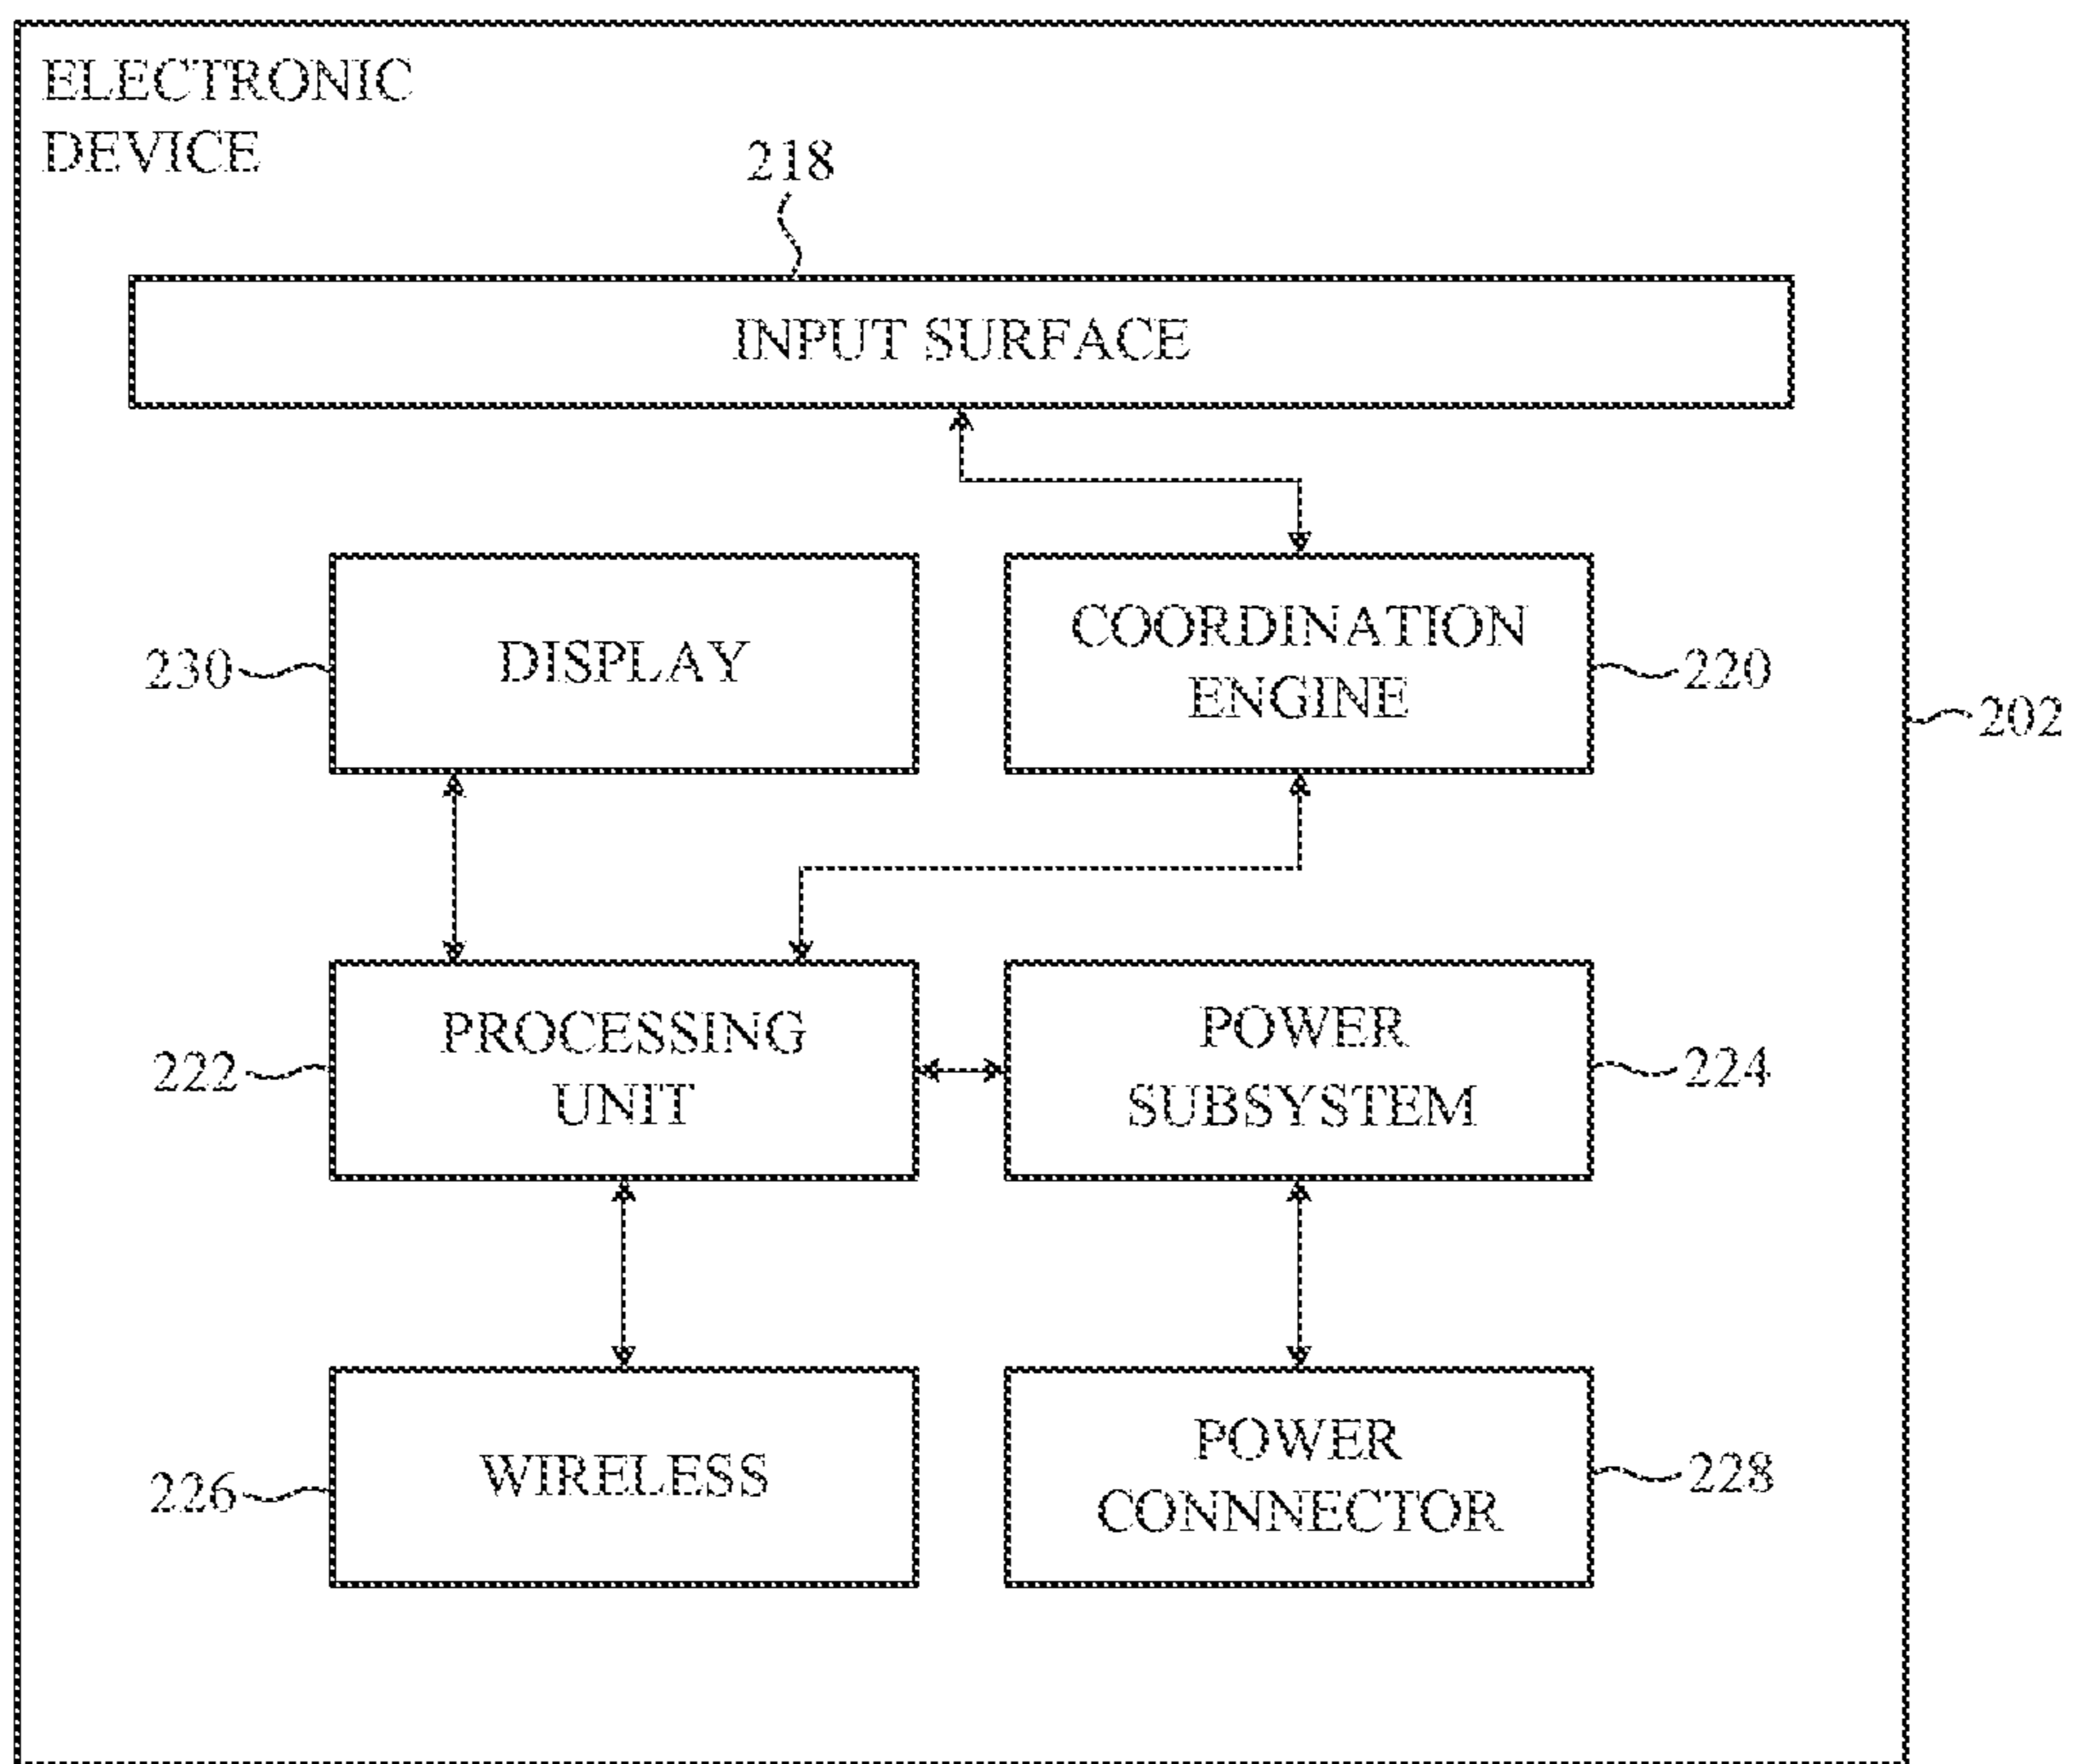 ELECTRONIC
DEVICE
218
INPUT SURFACE
230
DISPLAY
COORDINATION
ENGINE
220
202
222
PROCESSING
UNIT
POWER
SUBSYSTEM
224
226
WIRELESS
POWER
CONNNECTOR
228